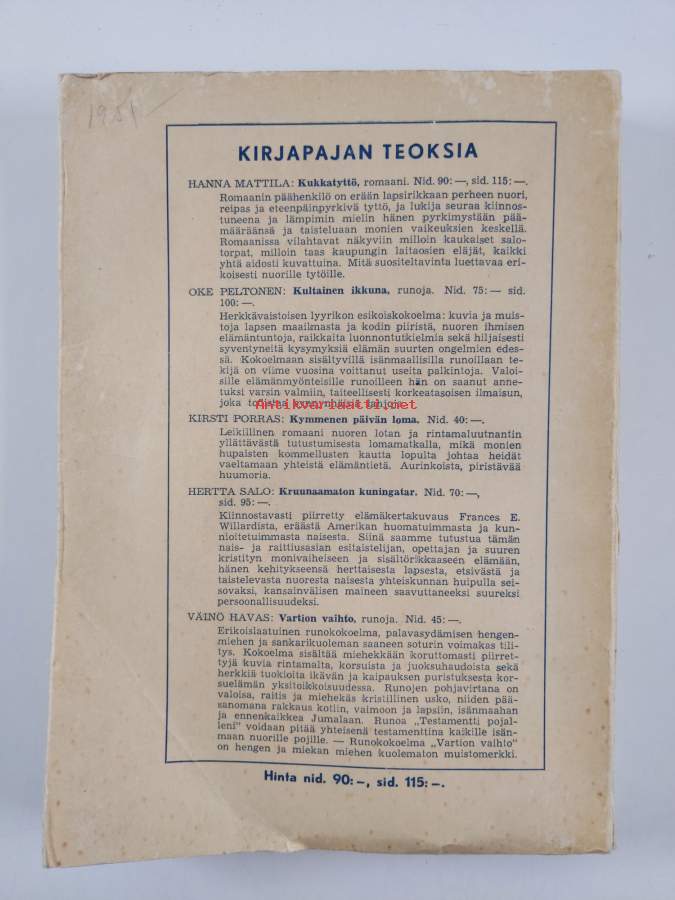 KIRJAPAJAN TEOKSIA
HANNA MATTILA: Kukkatyttö, romaani. Nid. 90: —, sid. 115: —.
Romaanin päähenkilö on erään lapsirikkaan perheen nuori,
reipas ja eteenpäinpyrkivä tyttö, ja lukija seuraa kiinnos-
tuneena ja lämpimin mielin hänen pyrkimystään pää-
määräänsä ja taisteluaan monien vaikeuksien keskellä.
Romaanissa vilahtavat näkyviin milloin kaukaiset salo-
torpat, milloin taas kaupungin laitaosien eläjät, kaikki
yhtä aidosti kuvattuina. Mitä suositeltavinta luettavaa eri-
koisesti nuorille tytöille.
OKE PELTONEN: Kultainen ikkuna, runoja. Nid. 75: — sid.
100: —.
Herkkävaistoisen lyyrikon esikoiskokoelma: kuvia ja muis-
toja lapsen maailmasta ja kodin piiristä, nuoren ihmisen
elämäntuntoja, raikkaita luonnontutkielmia sekä hiljaisesti
syventyneitä kysymyksiä elämän suurten ongelmien edes-
sä. Kokoelmaan sisältyvillä isänmaallisilla runoillaan te-
kijä on viime vuosina voittanut useita palkintoja. Valoi-
sille elämänmyönteisille runoilleen hän on saanut anne-
tuksi varsin valmiin, taiteellisesti korkeatasoisen ilmaisun,
joka
Antikvariaatti.net
KIRSTI PORRAS: Kymmenen päivän loma. Nid. 40: —.
Leikillinen romaani nuoren lotan ja rintamaluutnantin
yllättävästä tutustumisesta lomamatkalla, mikä monien
hupaisten kommellusten kautta lopulta johtaa heidät
vaeltamaan yhteistä elämäntietä. Aurinkoista, piristävää
huumoria.
HERTTA SALO: Kruunaamaton kuningatar. Nid. 70: —,
sid. 95: —.
Kiinnostavasti piirretty elämäkertakuvaus Frances E.
Willardista, eräästä Amerikan huomatuimmasta ja kun-
nioitetuimmasta naisesta. Siinä saamme tutustua tämän
nais- ja raittiusasian esitaistelijan, opettajan ja suuren
kristityn monivaiheiseen ja sisältörikkaaseen elämään,
hänen kehitykseensä herttaisesta lapsesta, etsivästä ja
taistelevasta nuoresta naisesta yhteiskunnan huipulla sei-
sovaksi, kansainvälisen maineen saavuttaneeksi suureksi
persoonallisuudeksi.
VÄINÖ HAVAS: Vartion vaihto, runoja. Nid. 45: —.
Erikoislaatuinen runokokoelma, palavasydämisen hengen-
miehen ja sankarikuoleman saaneen soturin voimakas tili-
tys. Kokoelma sisältää miehekkään koruttomasti piirret-
tyjä kuvia rintamalta, korsuista ja juoksuhaudoista sekä
herkkiä tuokioita ikävän ja kaipauksen puristuksesta kor-
suelämän yksitoikkoisuudessa. Runojen pohjavirtana on
valoisa, raitis ja miehekäs kristillinen usko, niiden pää-
sanomana rakkaus kotiin, vaimoon ja lapsiin, isänmaahan
ja ennenkaikkea Jumalaan. Runoa „Testamentti pojal-
leni" voidaan pitää yhteisenä testamenttina kaikille isän-
maan nuorille pojille. — Runokokoelma „Vartion vaihto"
on hengen ja miekan miehen kuolematon muistomerkki.
Hinta nid. 90: —, sid. 115: —.